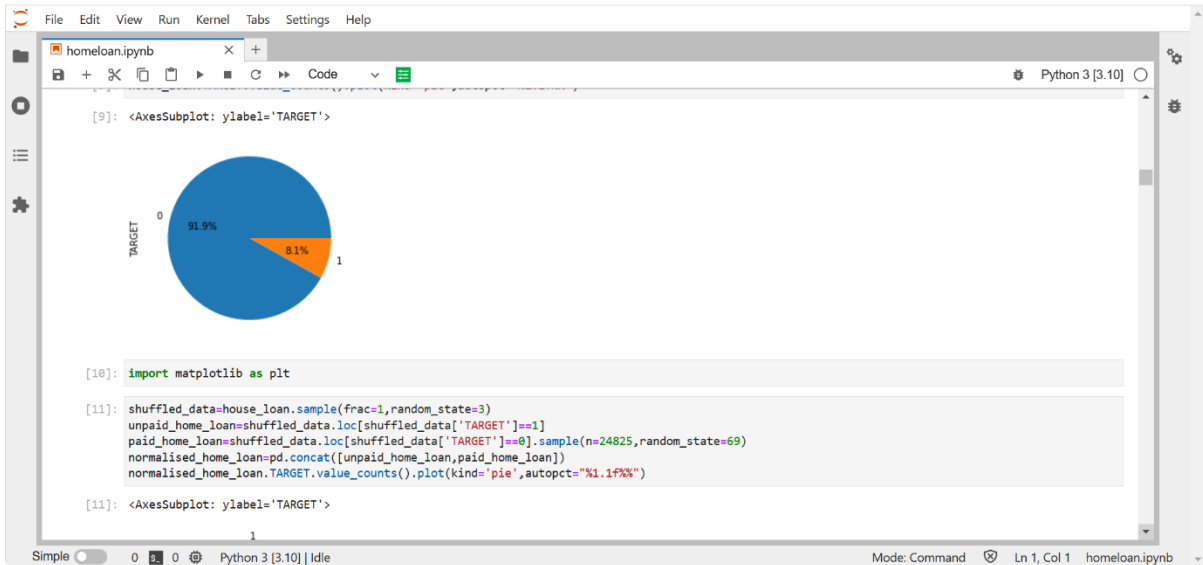 File Edit View Run Kernel Tabs Settings Help
homeloan.ipynb
Code
Python 3 [3.10]
[9]: <AxesSubplot: ylabel='TARGET'>
0
91.9%
TARGET
8.1%
1
[10]: import matplotlib as plt
[11]: shuffled_data=house_loan.sample(frac=1,random_state=3)
unpaid_home_loan=shuffled_data.loc[shuffled_data['TARGET']==1]
paid_home_loan=shuffled_data.loc[shuffled_data['TARGET']==0].sample(n=24825,random_state=69)
normalised_home_loan=pd.concat([unpaid_home_loan,paid_home_loan])
normalised_home_loan.TARGET.value_counts().plot(kind='pie',autopct="%1.1f%%")
[11]: <AxesSubplot: ylabel='TARGET'>
1
Simple 0 0 Python 3 [3.10] | Idle Mode: Command Ln 1, Col 1 homeloan.ipynb